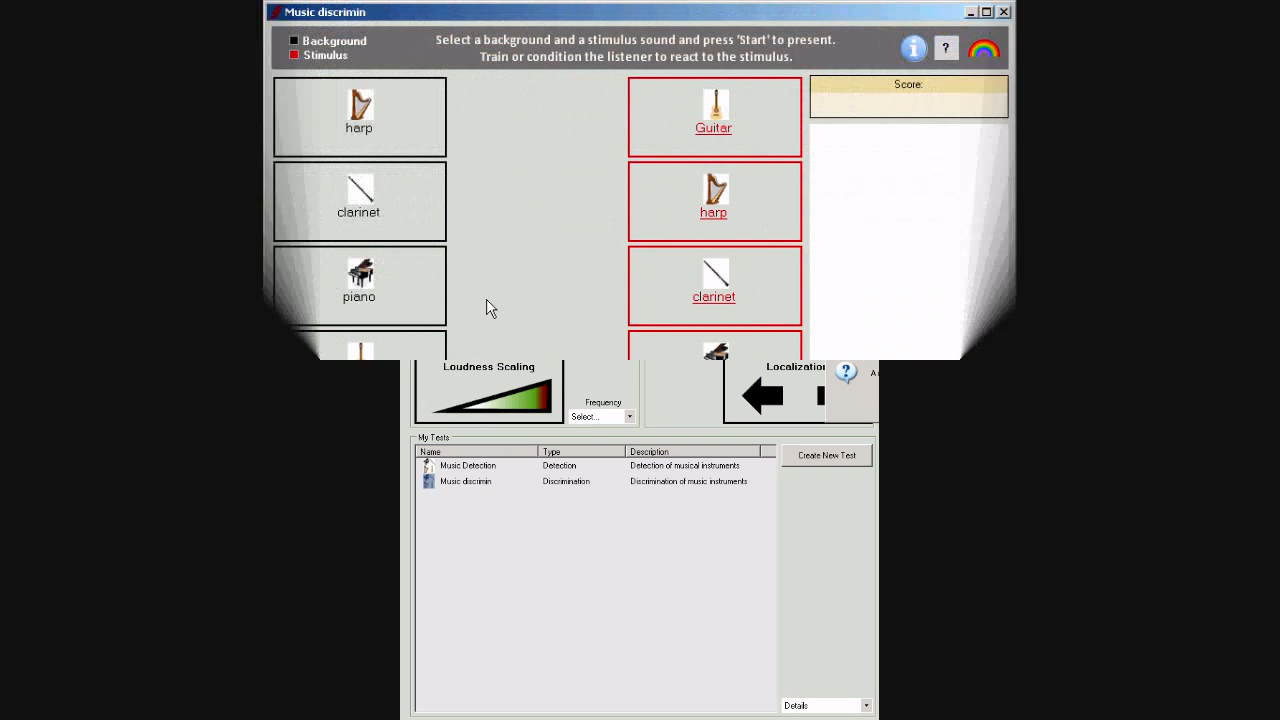 Music discrimin
Background
Stimulus
Select a background and a stimulus sound and press 'Start' to present.
Train or condition the listener to react to the stimulus.
?
Score:
harp
Guitar
clarinet
harp
piano
clarinet
Loudness Scaling
Localization
?
Frequency
Select...
My Tests
Name Type Description
Music Detection Detection Detection of musical instruments
Music discrimin Discrimination Discrimination of music instruments
Create New Test
Details